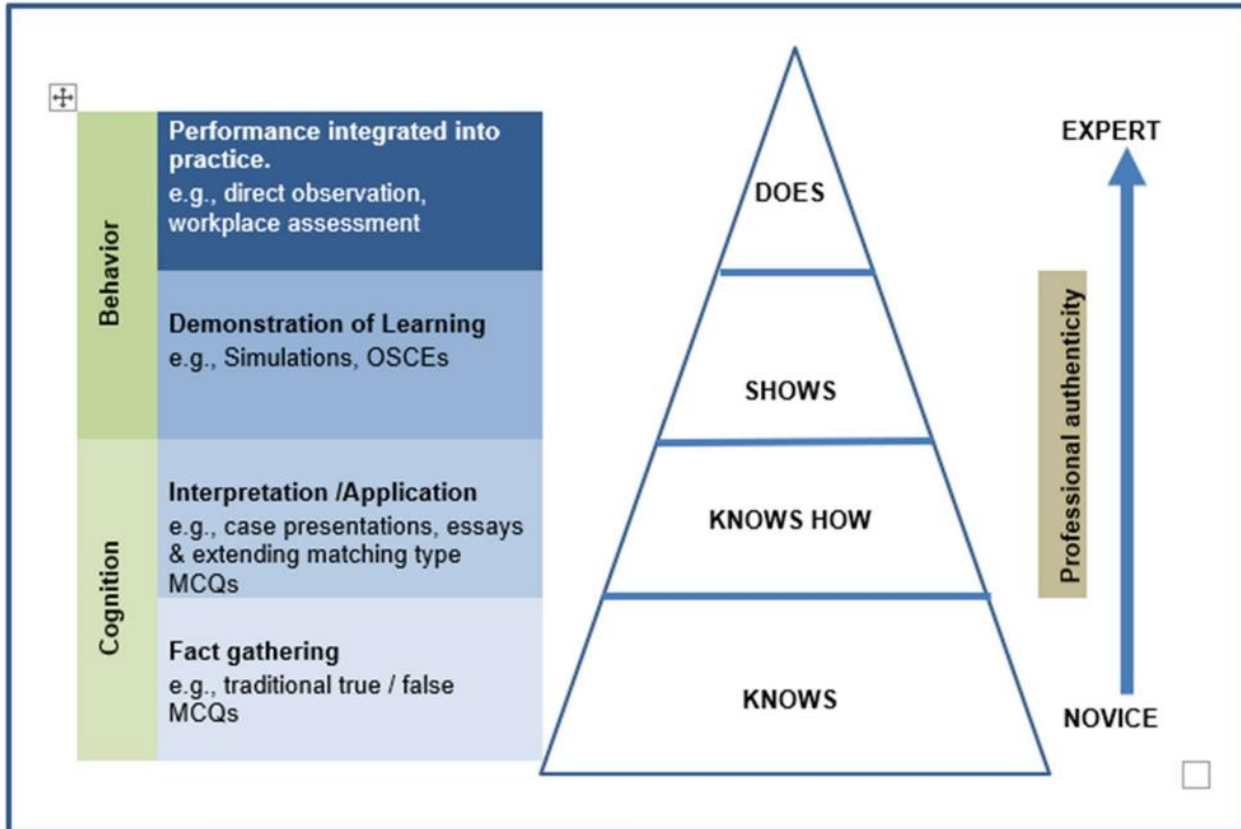 Behavior
Performance integrated into
practice.
e.g., direct observation,
workplace assessment
Demonstration of Learning
e.g., Simulations, OSCEs
Cognition
Interpretation /Application
e.g., case presentations, essays
& extending matching type
MCQs
Fact gathering
e.g., traditional true / false
MCQs
DOES
SHOWS
KNOWS HOW
KNOWS
EXPERT
Professional authenticity
NOVICE